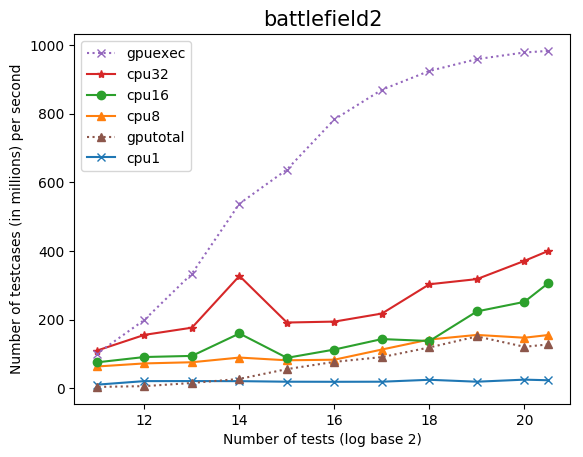 battlefield2
Number of testcases (in millions) per second
1000
800
600
400
200
0
gpuexec
cpu32
cpu16
cpu8
gputotal
cpu1
12
14
16
18
20
Number of tests (log base 2)